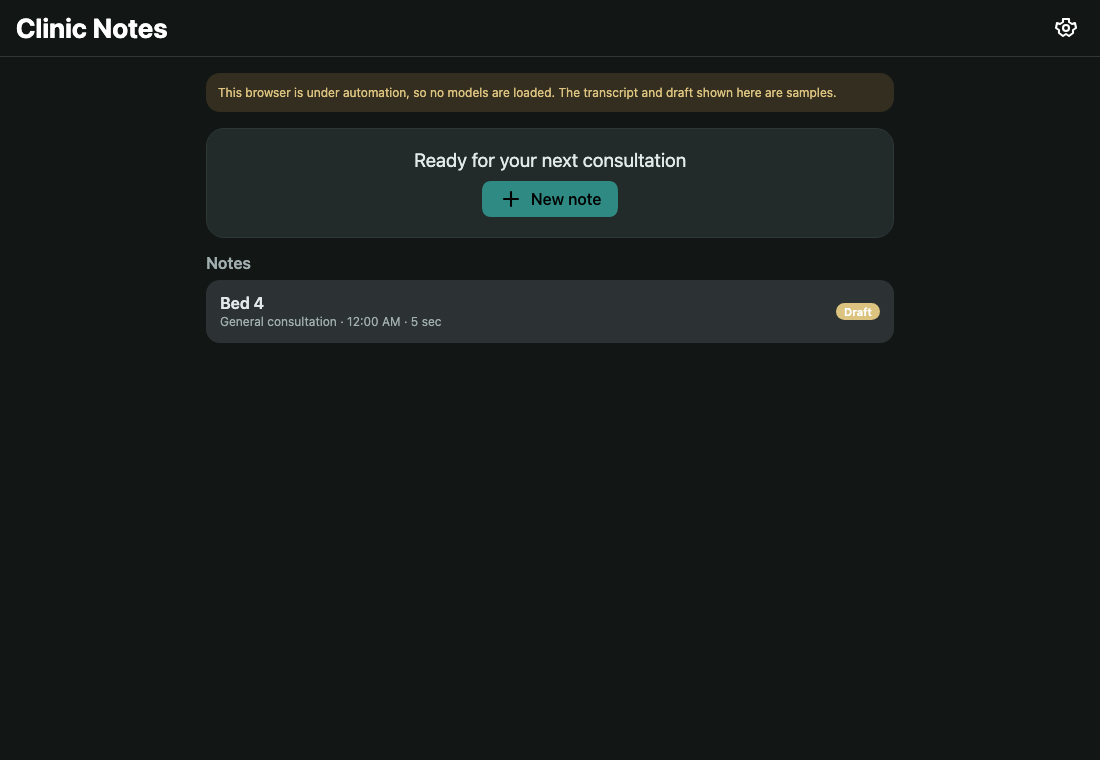 Clinic Notes
This browser is under automation, so no models are loaded. The transcript and draft shown here are samples.
Ready for your next consultation
New note
Notes
Bed 4
General consultation · 12:00 AM · 5 sec
Draft